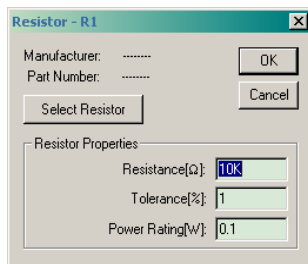 Resistor - R1
Manufacturer: --------
OK
Part Number: --------
Cancel
Select Resistor
Resistor Properties
Resistance[Ω]: 10K
Tolerance[%]: 1
Power Rating[W]: 0.1